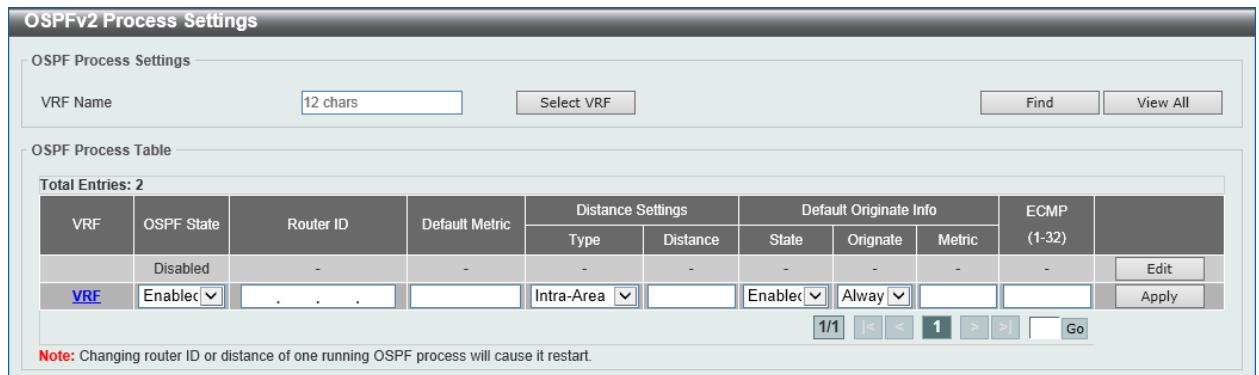 OSPFv2 Process Settings
OSPF Process Settings
VRF Name 12 chars Select VRF Find View All
OSPF Process Table
Total Entries: 2
VRF OSPF State Router ID Default Metric Distance Settings Default Originate Info ECMP
Type Distance State Orignate Metric (1-32)
Disabled - - - - - - - - Edit
VRF Enabled . . . Intra-Area Enabled Alway Apply
1/1 |< < 1 > >| Go
Note: Changing router ID or distance of one running OSPF process will cause it restart.